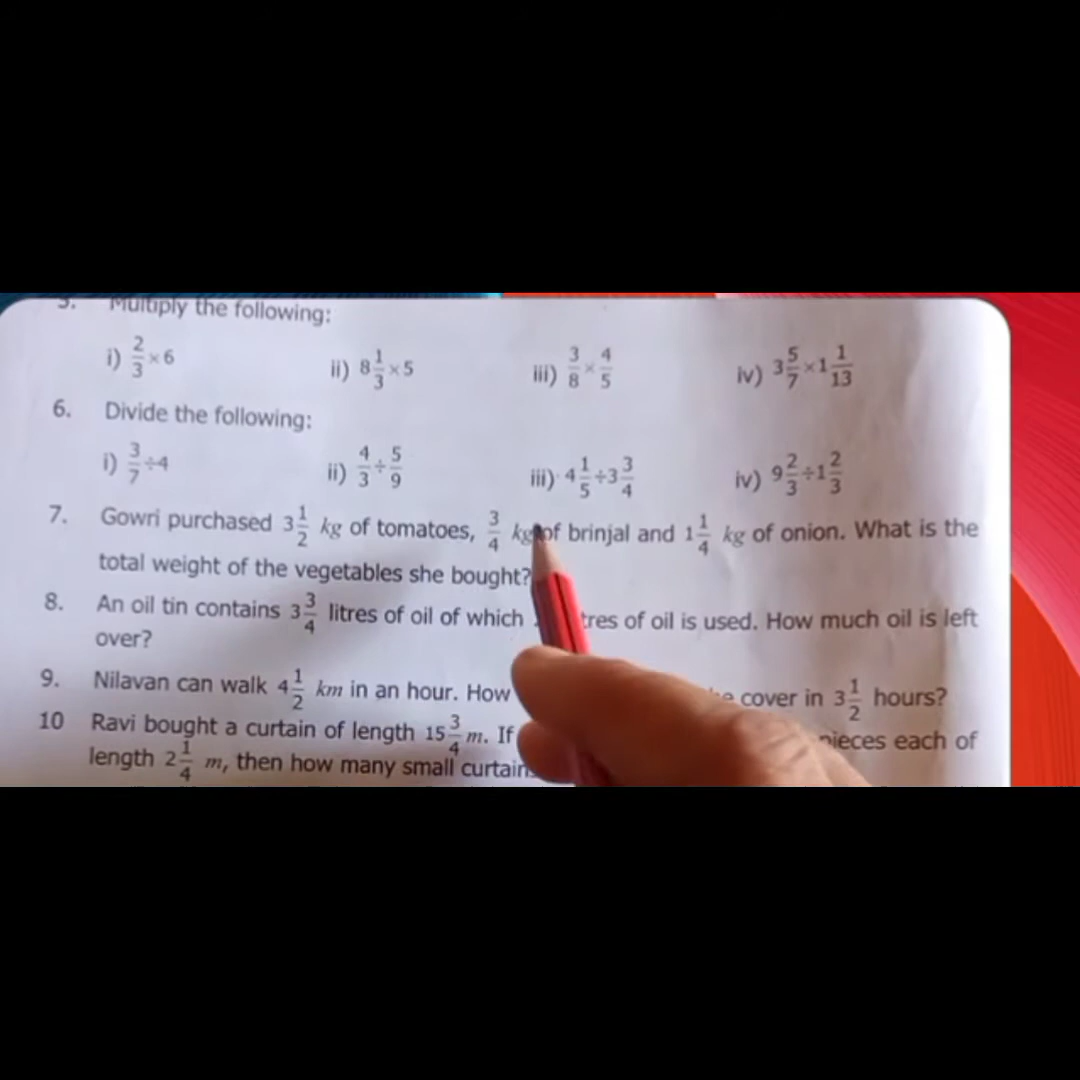 5. Multiply the following:
i) 2/3 × 6 ii) 8 1/3 × 5 iii) 3/8 × 4/5 iv) 3 5/7 × 1 1/13
6. Divide the following:
i) 3/7 ÷ 4 ii) 4/3 ÷ 5/9 iii) 4 1/5 ÷ 3 3/4 iv) 9 2/3 ÷ 1 2/3
7. Gowri purchased 3 1/2 kg of tomatoes, 3/4 kg of brinjal and 1 1/4 kg of onion. What is the
total weight of the vegetables she bought?
8. An oil tin contains 3 3/4 litres of oil of which of oil is used. How much oil is left
over?
9. Nilavan can walk 4 1/2 km in an hour. How cover in 3 1/2 hours?
10 Ravi bought a curtain of length 15 3/4 m. If pieces each of
length 2 1/4 m, then how many small